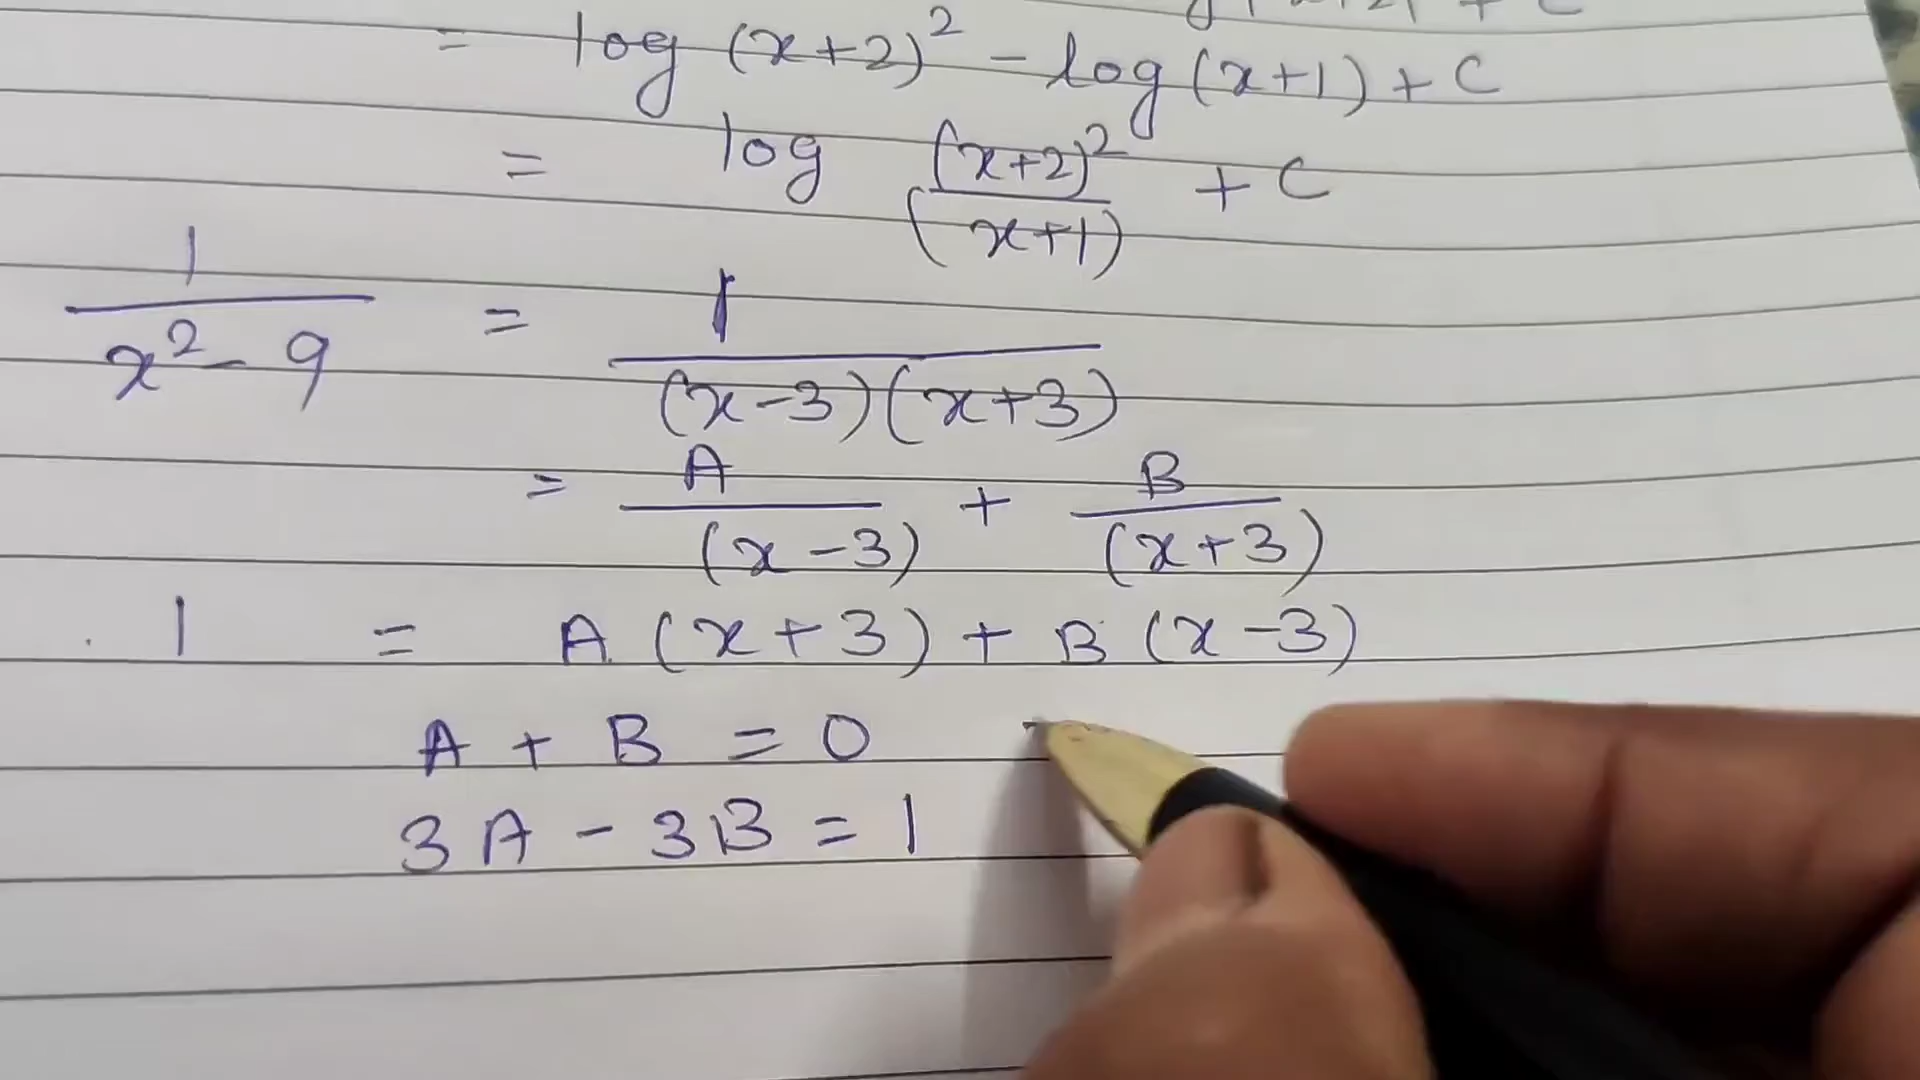 = log (x+2)² - log (x+1) + C
= log (x+2)²/(x+1) + C
1/(x² - 9) = 1/((x-3)(x+3))
= A/(x-3) + B/(x+3)
1 = A (x+3) + B (x-3)
A + B = 0
3A - 3B = 1